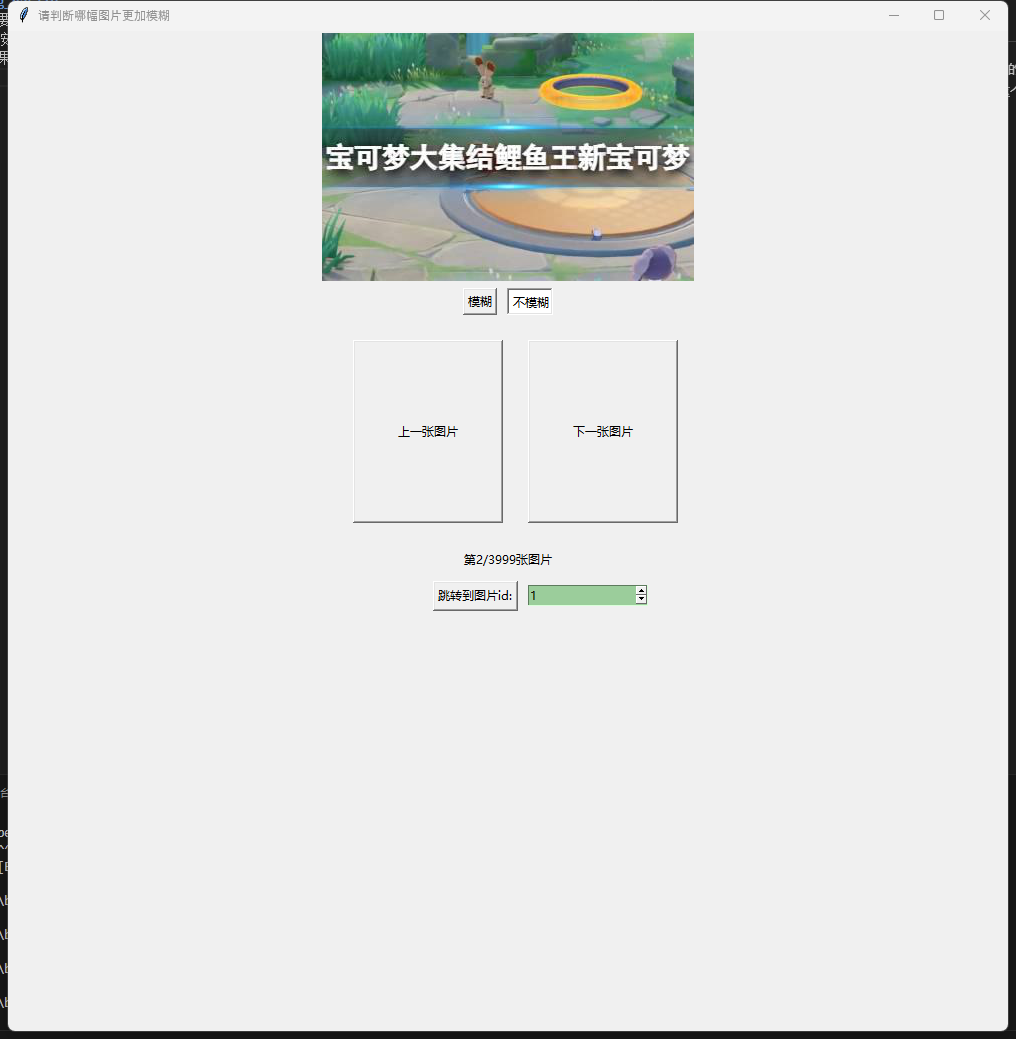 请判断哪幅图片更加模糊
宝可梦大集结鲤鱼王新宝可梦
模糊 不模糊
上一张图片 下一张图片
第2/3999张图片
跳转到图片id: 1